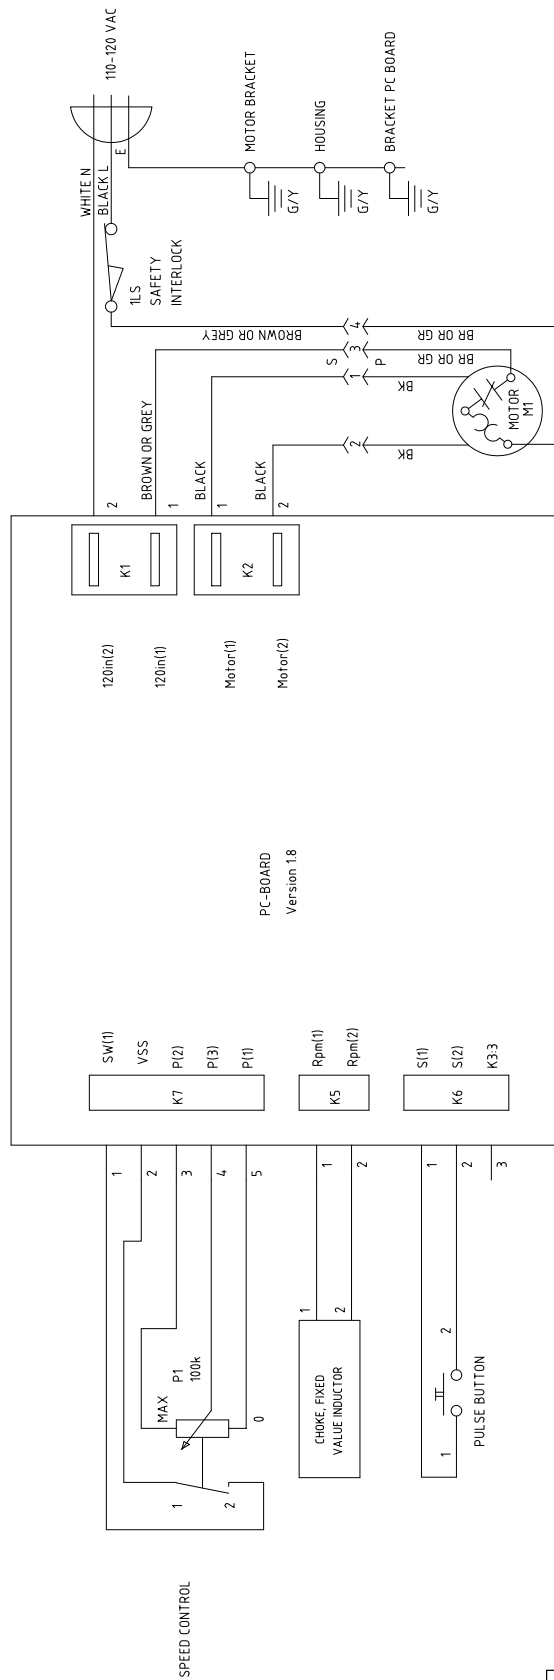 110-120 VAC
WHITE N
BLACK L
E
MOTOR BRACKET
HOUSING
BRACKET PC BOARD
G/Y
G/Y
G/Y
1LS
SAFETY
INTERLOCK
BROWN OR GREY
4
BR OR GR
BROWN OR GREY
3
BR OR GR
S
P
BLACK
1
BK
BLACK
2
BK
MOTOR
M1
2
1
1
2
K1
K2
120in(2)
120in(1)
Motor(1)
Motor(2)
PC-BOARD
Version 1.8
SW(1)
VSS
P(2)
P(3)
P(1)
K7
Rpm(1)
Rpm(2)
K5
S(1)
S(2)
K3:3
K6
1
2
3
4
5
1
2
1
2
3
MAX
P1
100k
0
1
2
SPEED CONTROL
1
2
CHOKE, FIXED
VALUE INDUCTOR
1
2
PULSE BUTTON